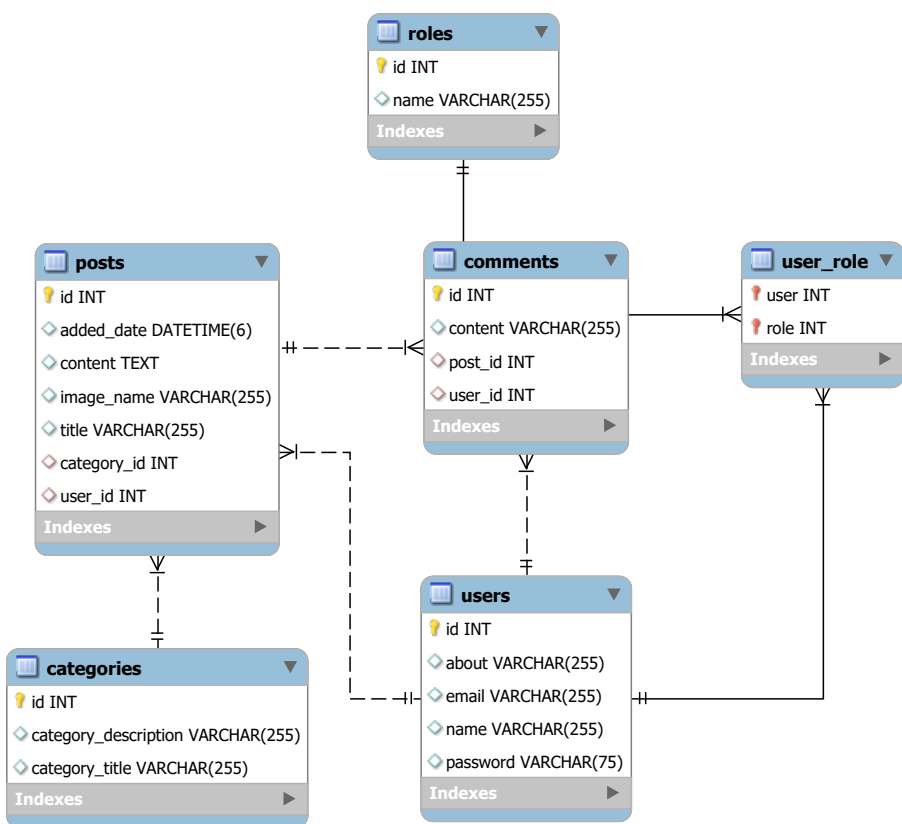 roles
id INT
name VARCHAR(255)
Indexes
posts
id INT
added_date DATETIME(6)
content TEXT
image_name VARCHAR(255)
title VARCHAR(255)
category_id INT
user_id INT
Indexes
comments
id INT
content VARCHAR(255)
post_id INT
user_id INT
Indexes
user_role
user INT
role INT
Indexes
categories
id INT
category_description VARCHAR(255)
category_title VARCHAR(255)
Indexes
users
id INT
about VARCHAR(255)
email VARCHAR(255)
name VARCHAR(255)
password VARCHAR(75)
Indexes